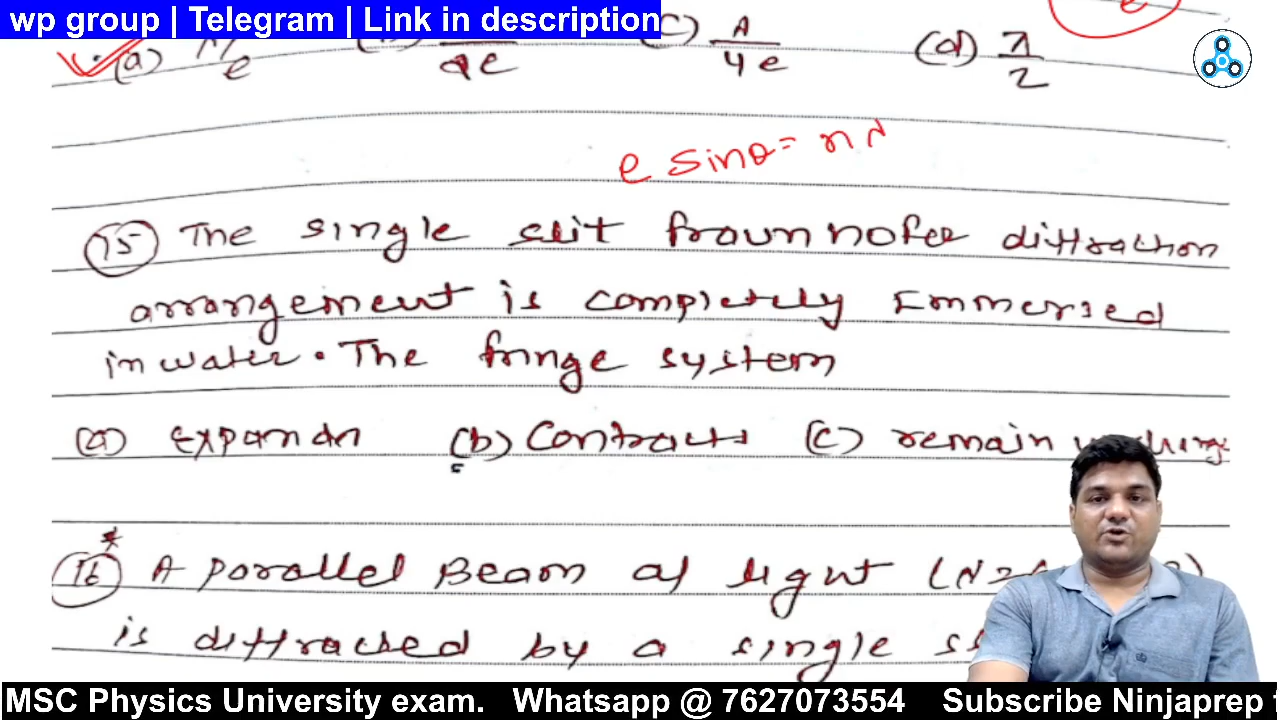 wp group | Telegram | Link in description
(a) λ/e (c) λ/4e (d) λ/2
e sinθ = nλ
15) The single slit frounhofer diffraction
arrangement is completely Immersed
in water. The fringe system
(a) Expandn (b) Contracts (c) remain
16) A parallel Beam of light
is diffracted by a single
MSC Physics University exam. Whatsapp @ 7627073554 Subscribe Ninjaprep